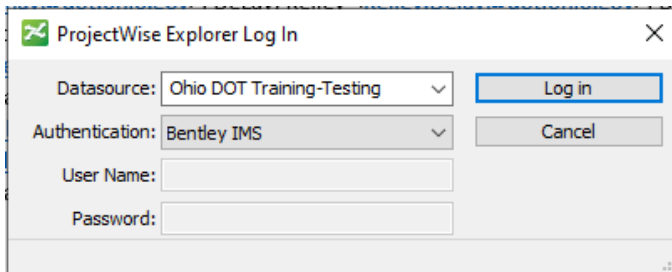 ProjectWise Explorer Log In
Datasource: Ohio DOT Training-Testing Log in
Authentication: Bentley IMS Cancel
User Name:
Password: